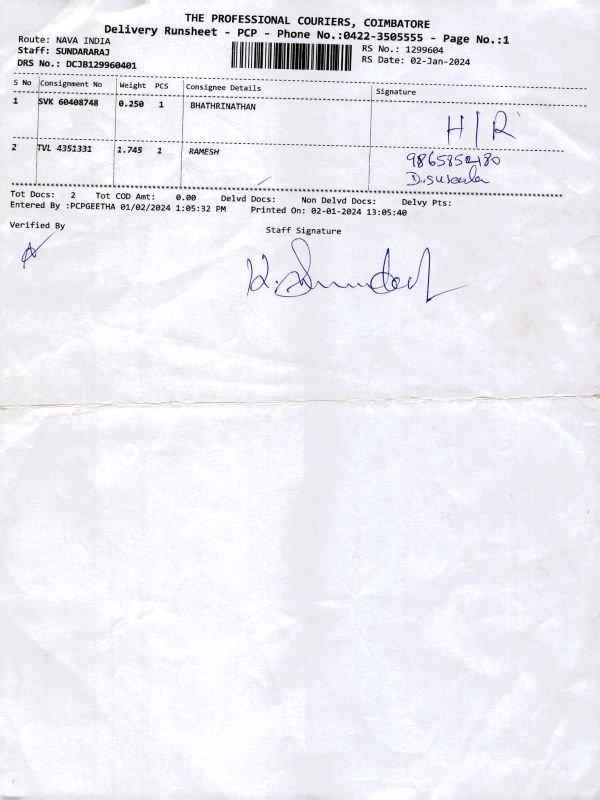 THE PROFESSIONAL COURIERS, COIMBATORE
Delivery Runsheet - PCP - Phone No.:0422-3505555 - Page No.:1
Route: NAVA INDIA RS No.: 1299604
Staff: SUNDARARAJ RS Date: 02-Jan-2024
DRS No.: DCJB129960401
S No Consignment No Weight PCS Consignee Details Signature
1 SVK 60408748 0.250 1 BHATHRINATHAN H/R
2 TVL 4351331 1.745 1 RAMESH
Tot Docs: 2 Tot COD Amt: 0.00 Delvd Docs: Non Delvd Docs: Delvy Pts:
Entered By :PCPGEETHA 01/02/2024 1:05:32 PM Printed On: 02-01-2024 13:05:40
Verified By Staff Signature